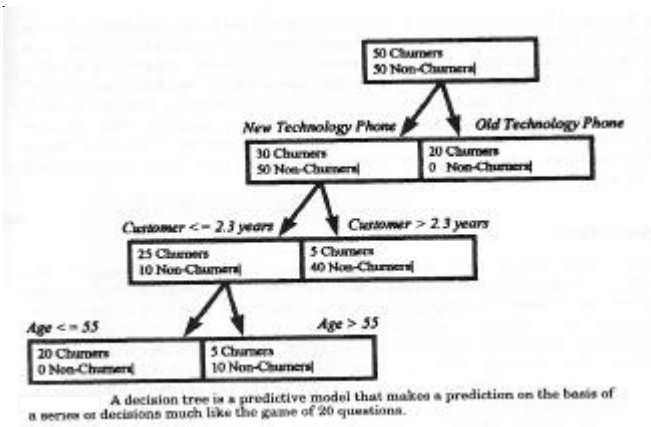 50 Churners
50 Non-Churners
New Technology Phone
Old Technology Phone
30 Churners
50 Non-Churners
20 Churners
0 Non-Churners
Customer <= 2.3 years
Customer > 2.3 years
25 Churners
10 Non-Churners
5 Churners
40 Non-Churners
Age <= 55
Age > 55
20 Churners
0 Non-Churners
5 Churners
10 Non-Churners
A decision tree is a predictive model that makes a prediction on the basis of
a series of decisions much like the game of 20 questions.